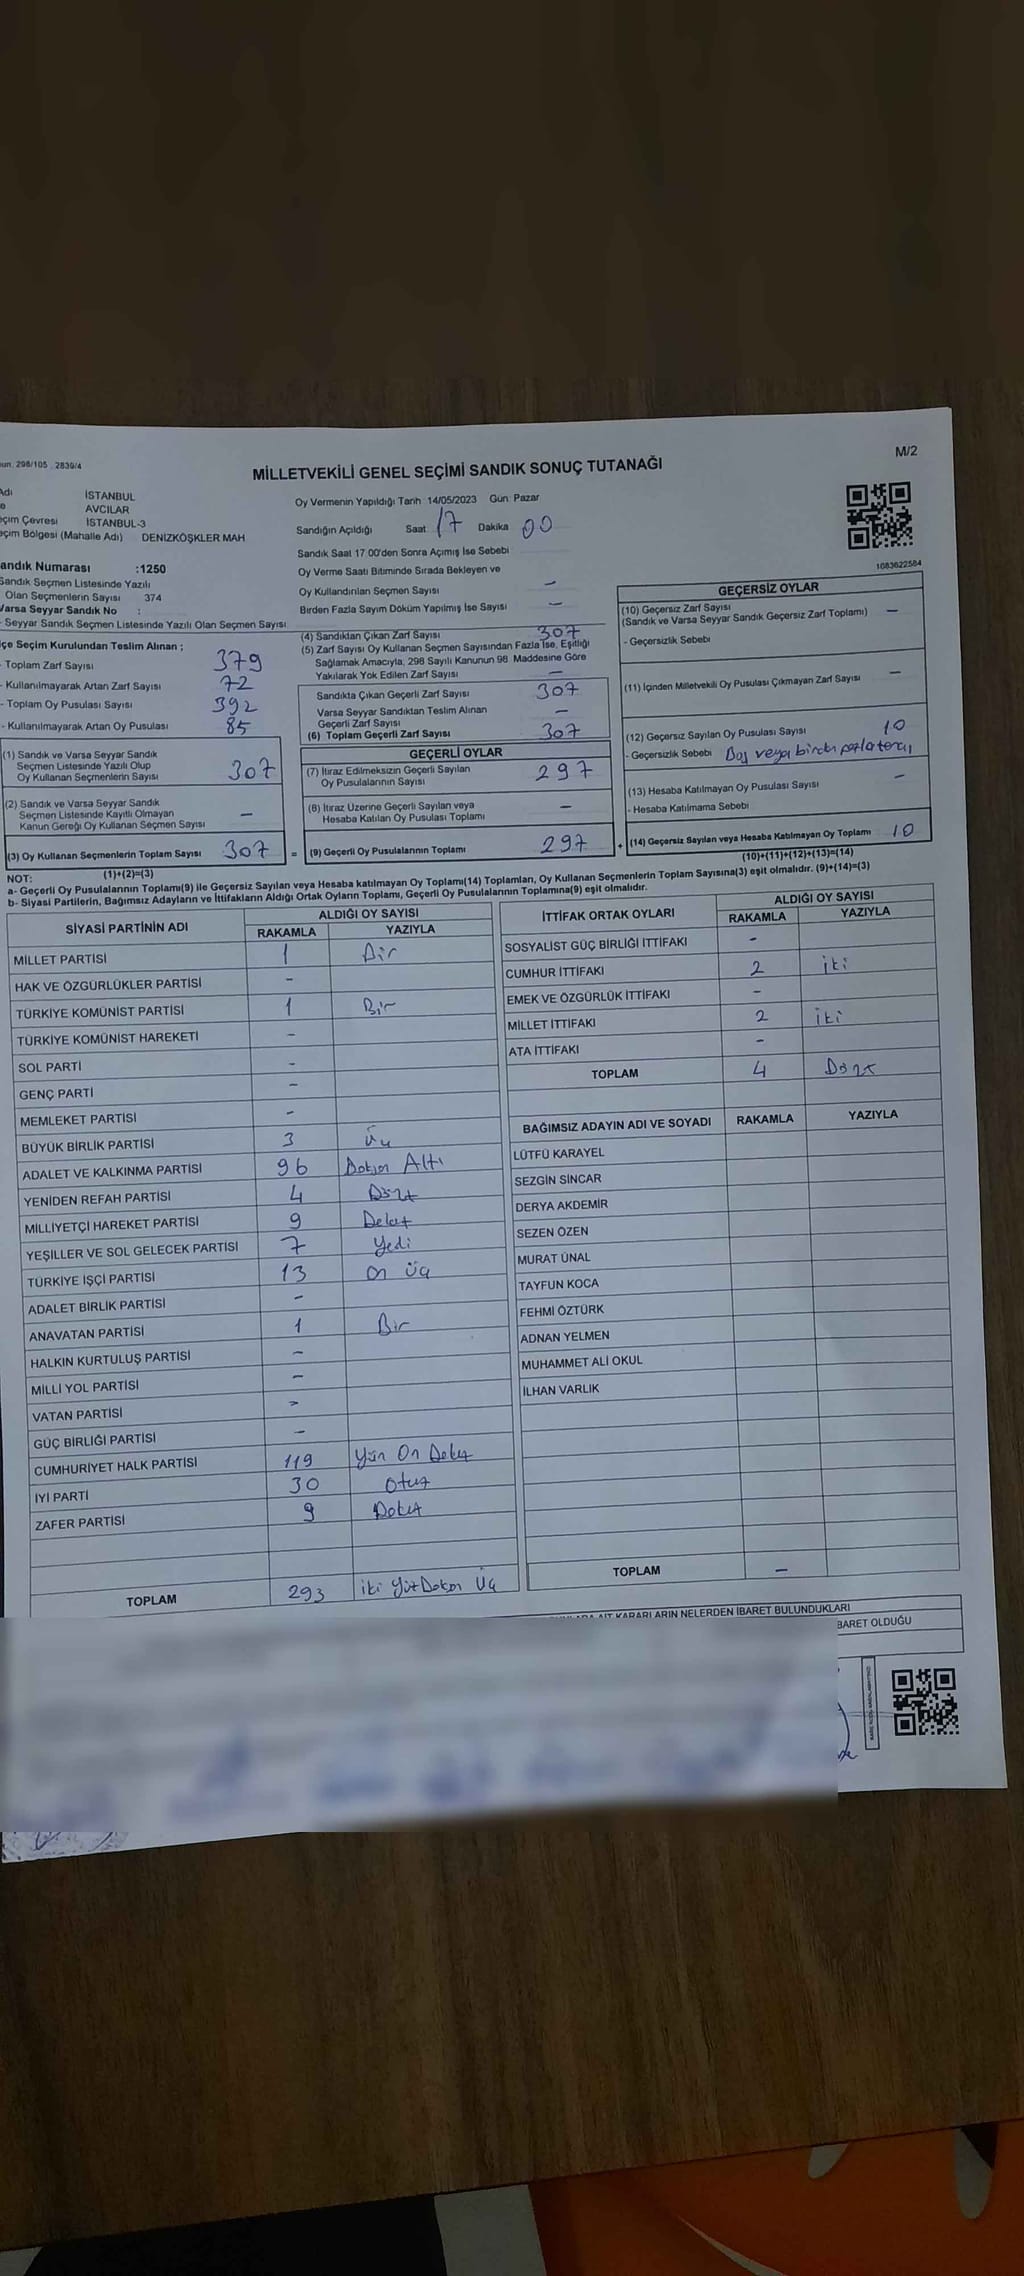 M/2
un. 298/105 . 2839/4
MİLLETVEKİLİ GENEL SEÇİMİ SANDIK SONUÇ TUTANAĞI
Adı İSTANBUL
AVCILAR
eçim Çevresi İSTANBUL-3
eçim Bölgesi (Mahalle Adı) DENİZKÖŞKLER MAH
Oy Vermenin Yapıldığı Tarih 14/05/2023 Gün: Pazar
Sandığın Açıldığı Saat 17 Dakika 00
Sandık Saat 17:00'den Sonra Açımış İse Sebebi
Oy Verme Saati Bitiminde Sırada Bekleyen ve
Oy Kullandırılan Seçmen Sayısı -
Birden Fazla Sayım Döküm Yapılmış İse Sayısı -
1083622584
andık Numarası :1250
Sandık Seçmen Listesinde Yazılı
Olan Seçmenlerin Sayısı 374
Varsa Seyyar Sandık No :
- Seyyar Sandık Seçmen Listesinde Yazılı Olan Seçmen Sayısı
çe Seçim Kurulundan Teslim Alınan ;
- Toplam Zarf Sayısı 379
- Kullanılmayarak Artan Zarf Sayısı 72
- Toplam Oy Pusulası Sayısı 392
- Kullanılmayarak Artan Oy Pusulası 85
(1) Sandık ve Varsa Seyyar Sandık
Seçmen Listesinde Yazılı Olup
Oy Kullanan Seçmenlerin Sayısı 307
(2) Sandık ve Varsa Seyyar Sandık
Seçmen Listesinde Kayıtlı Olmayan
Kanun Gereği Oy Kullanan Seçmen Sayısı -
(3) Oy Kullanan Seçmenlerin Toplam Sayısı 307
(1)+(2)=(3)
(4) Sandıktan Çıkan Zarf Sayısı 307
(5) Zarf Sayısı Oy Kullanan Seçmen Sayısından Fazla İse, Eşitliği
Sağlamak Amacıyla, 298 Sayılı Kanunun 98. Maddesine Göre
Yakılarak Yok Edilen Zarf Sayısı -
Sandıkta Çıkan Geçerli Zarf Sayısı 307
Varsa Seyyar Sandıktan Teslim Alınan
Geçerli Zarf Sayısı -
(6) Toplam Geçerli Zarf Sayısı 307
GEÇERLİ OYLAR
(7) İtiraz Edilmeksizin Geçerli Sayılan
Oy Pusulalarının Sayısı 297
(8) İtiraz Üzerine Geçerli Sayılan veya
Hesaba Katılan Oy Pusulası Toplamı -
= (9) Geçerli Oy Pusulalarının Toplamı 297 +
GEÇERSİZ OYLAR
(10) Geçersiz Zarf Sayısı
(Sandık ve Varsa Seyyar Sandık Geçersiz Zarf Toplamı) -
- Geçersizlik Sebebi
(11) İçinden Milletvekili Oy Pusulası Çıkmayan Zarf Sayısı -
(12) Geçersiz Sayılan Oy Pusulası Sayısı 10
- Geçersizlik Sebebi Boş veya birden
(13) Hesaba Katılmayan Oy Pusulası Sayısı -
- Hesaba Katılmama Sebebi
(14) Geçersiz Sayılan veya Hesaba Katılmayan Oy Toplamı 10
(10)+(11)+(12)+(13)=(14)
NOT:
a- Geçerli Oy Pusulalarının Toplamı(9) ile Geçersiz Sayılan veya Hesaba katılmayan Oy Toplamı(14) Toplamları, Oy Kullanan Seçmenlerin Toplam Sayısına(3) eşit olmalıdır. (9)+(14)=(3)
b- Siyasi Partilerin, Bağımsız Adayların ve İttifakların Aldığı Ortak Oyların Toplamı, Geçerli Oy Pusulalarının Toplamına(9) eşit olmalıdır.
SİYASİ PARTİNİN ADI ALDIĞI OY SAYISI
RAKAMLA YAZIYLA
MİLLET PARTİSİ 1 Bir
HAK VE ÖZGÜRLÜKLER PARTİSİ -
TÜRKİYE KOMÜNİST PARTİSİ 1 Bir
TÜRKİYE KOMÜNİST HAREKETİ -
SOL PARTİ -
GENÇ PARTİ -
MEMLEKET PARTİSİ -
BÜYÜK BİRLİK PARTİSİ 3 Üç
ADALET VE KALKINMA PARTİSİ 96 Doksan Altı
YENİDEN REFAH PARTİSİ 4 Dört
MİLLİYETÇİ HAREKET PARTİSİ 9 Dokuz
YEŞİLLER VE SOL GELECEK PARTİSİ 7 Yedi
TÜRKİYE İŞÇİ PARTİSİ 13 On Üç
ADALET BİRLİK PARTİSİ -
ANAVATAN PARTİSİ 1 Bir
HALKIN KURTULUŞ PARTİSİ -
MİLLİ YOL PARTİSİ -
VATAN PARTİSİ -
GÜÇ BİRLİĞİ PARTİSİ -
CUMHURİYET HALK PARTİSİ 119 Yüz On Dokuz
İYİ PARTİ 30 Otuz
ZAFER PARTİSİ 9 Dokuz
TOPLAM 293 İki Yüz Doksan Üç
İTTİFAK ORTAK OYLARI ALDIĞI OY SAYISI
RAKAMLA YAZIYLA
SOSYALİST GÜÇ BİRLİĞİ İTTİFAKI -
CUMHUR İTTİFAKI 2 İki
EMEK VE ÖZGÜRLÜK İTTİFAKI -
MİLLET İTTİFAKI 2 İki
ATA İTTİFAKI -
TOPLAM 4 Dört
BAĞIMSIZ ADAYIN ADI VE SOYADI RAKAMLA YAZIYLA
LÜTFÜ KARAYEL
SEZGİN SİNCAR
DERYA AKDEMİR
SEZEN ÖZEN
MURAT ÜNAL
TAYFUN KOCA
FEHMİ ÖZTÜRK
ADNAN YELMEN
MUHAMMET ALİ OKUL
İLHAN VARLIK
TOPLAM -
AİT KARARLARIN NELERDEN İBARET BULUNDUKLARI
BARET OLDUĞU